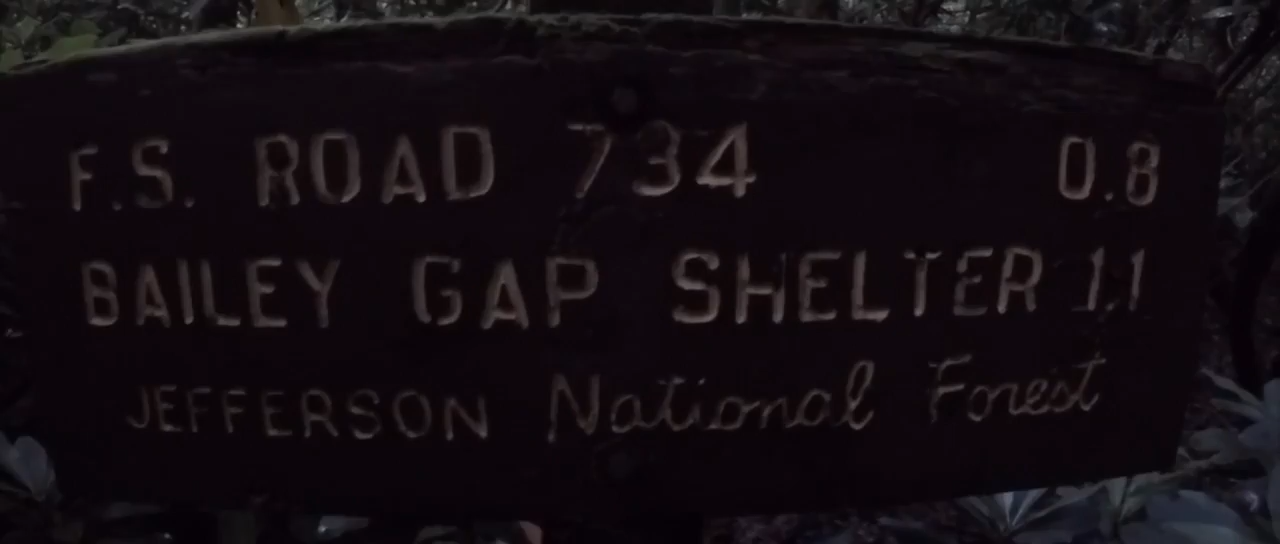 F.S. ROAD 734 0.8
BAILEY GAP SHELTER 1.1
JEFFERSON National Forest